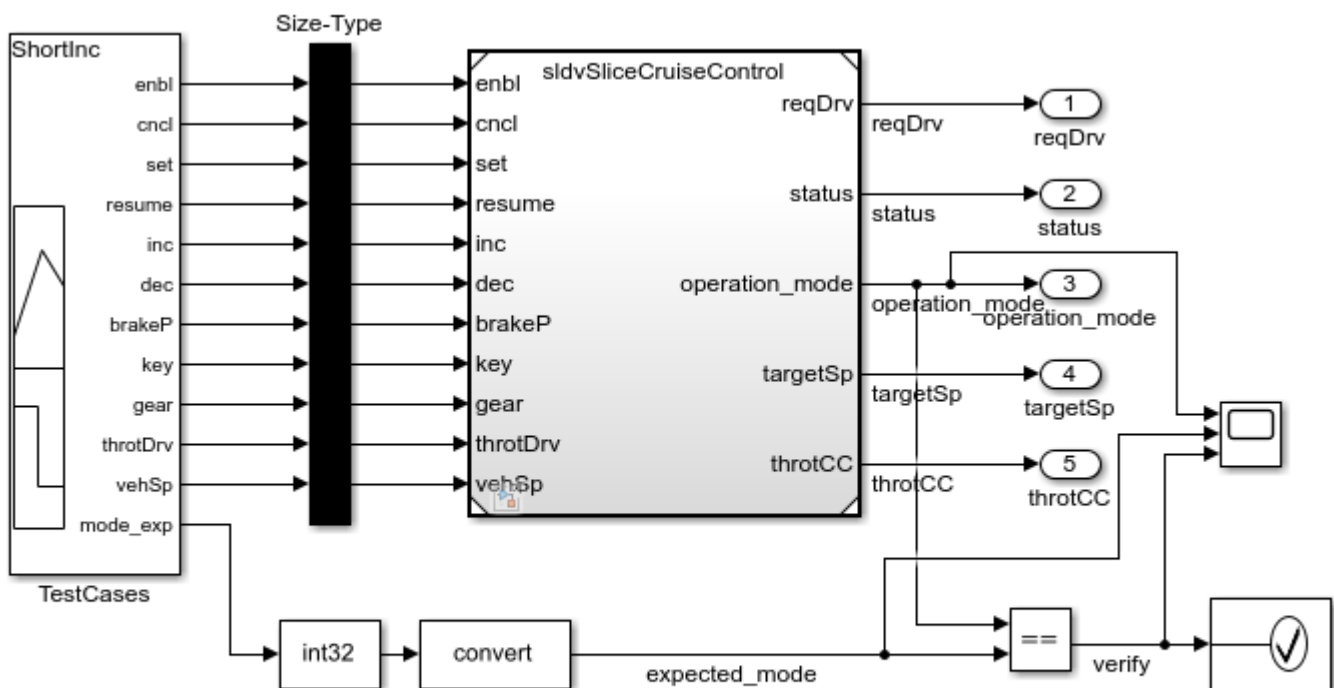 Size-Type
ShortInc
enbl
cncl
set
resume
inc
dec
brakeP
key
gear
throtDrv
vehSp
mode_exp
TestCases
sldvSliceCruiseControl
enbl
cncl
set
resume
inc
dec
brakeP
key
gear
throtDrv
vehSp
reqDrv
status
operation_mode
targetSp
throtCC
reqDrv
status
operation_mode
targetSp
throtCC
1
reqDrv
2
status
3
operation_mode
4
targetSp
5
throtCC
int32
convert
expected_mode
==
verify